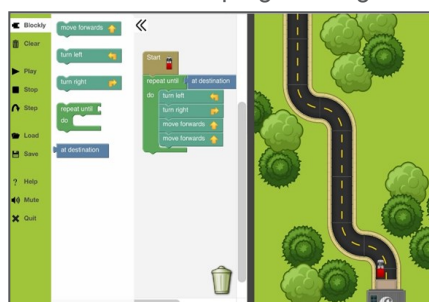 Blockly
Clear
Play
Stop
Step
Load
Save
? Help
Mute
Quit
move forwards
turn left
turn right
repeat until
do
at destination
Start
repeat until
at destination
do
turn left
turn right
move forwards
move forwards